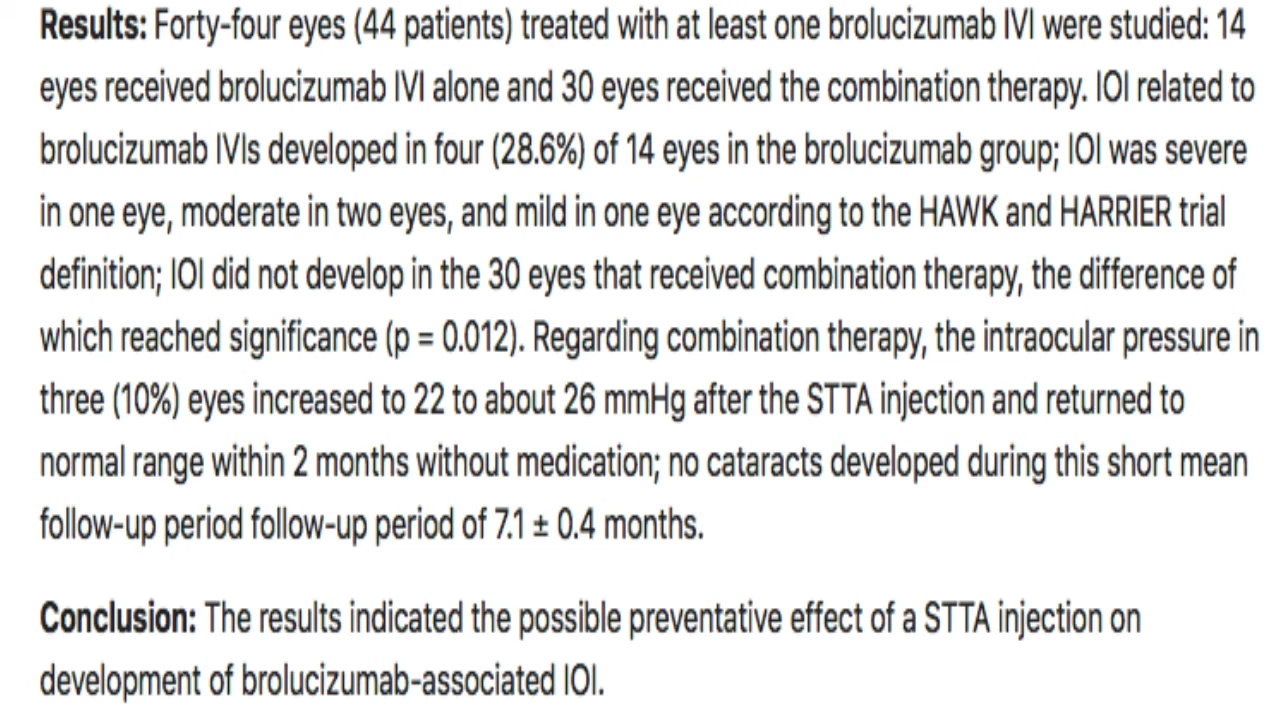 Results: Forty-four eyes (44 patients) treated with at least one brolucizumab IVI were studied: 14
eyes received brolucizumab IVI alone and 30 eyes received the combination therapy. IOI related to
brolucizumab IVIs developed in four (28.6%) of 14 eyes in the brolucizumab group; IOI was severe
in one eye, moderate in two eyes, and mild in one eye according to the HAWK and HARRIER trial
definition; IOI did not develop in the 30 eyes that received combination therapy, the difference of
which reached significance (p = 0.012). Regarding combination therapy, the intraocular pressure in
three (10%) eyes increased to 22 to about 26 mmHg after the STTA injection and returned to
normal range within 2 months without medication; no cataracts developed during this short mean
follow-up period follow-up period of 7.1 ± 0.4 months.
Conclusion: The results indicated the possible preventative effect of a STTA injection on
development of brolucizumab-associated IOI.